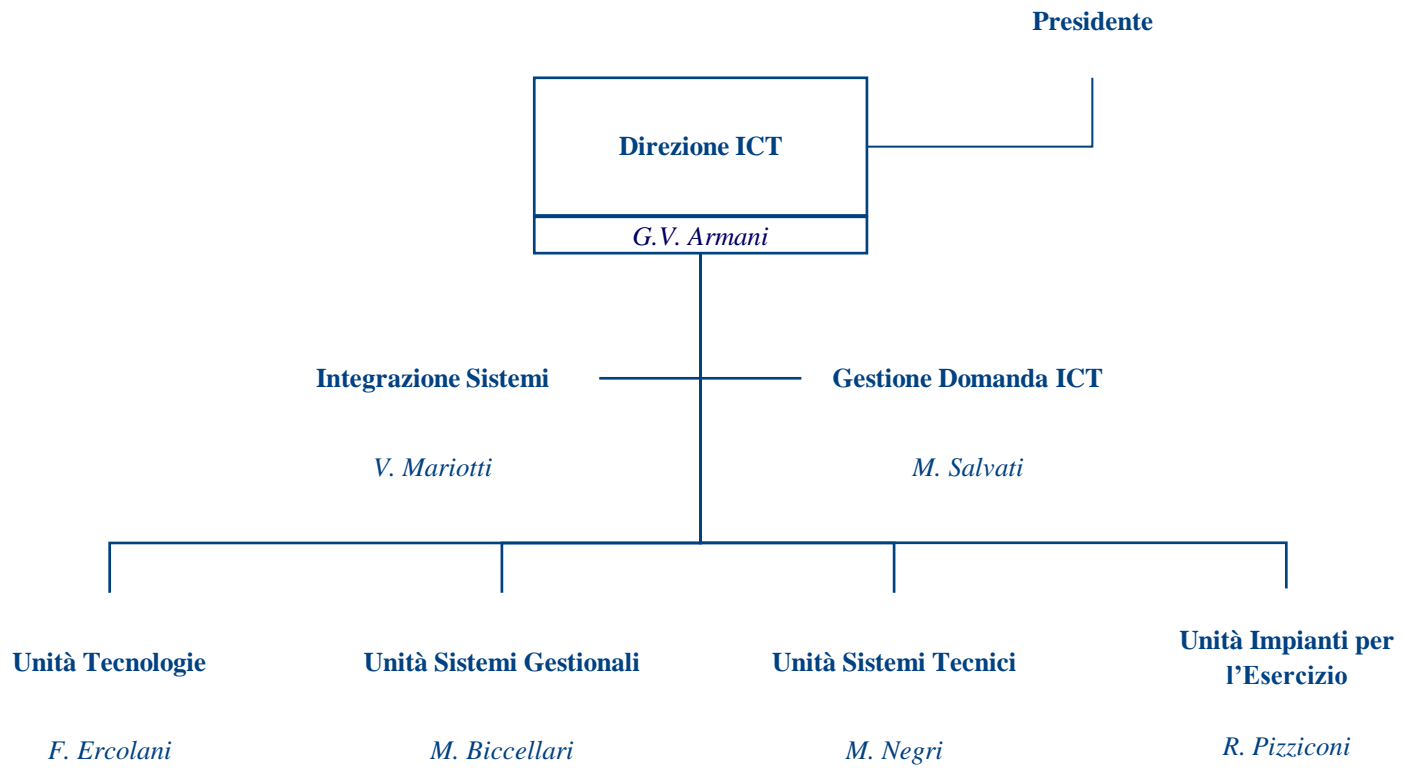 Presidente
Direzione ICT
G.V. Armani
Integrazione Sistemi
Gestione Domanda ICT
V. Mariotti
M. Salvati
Unità Tecnologie
Unità Sistemi Gestionali
Unità Sistemi Tecnici
Unità Impianti per
l’Esercizio
F. Ercolani
M. Biccellari
M. Negri
R. Pizziconi